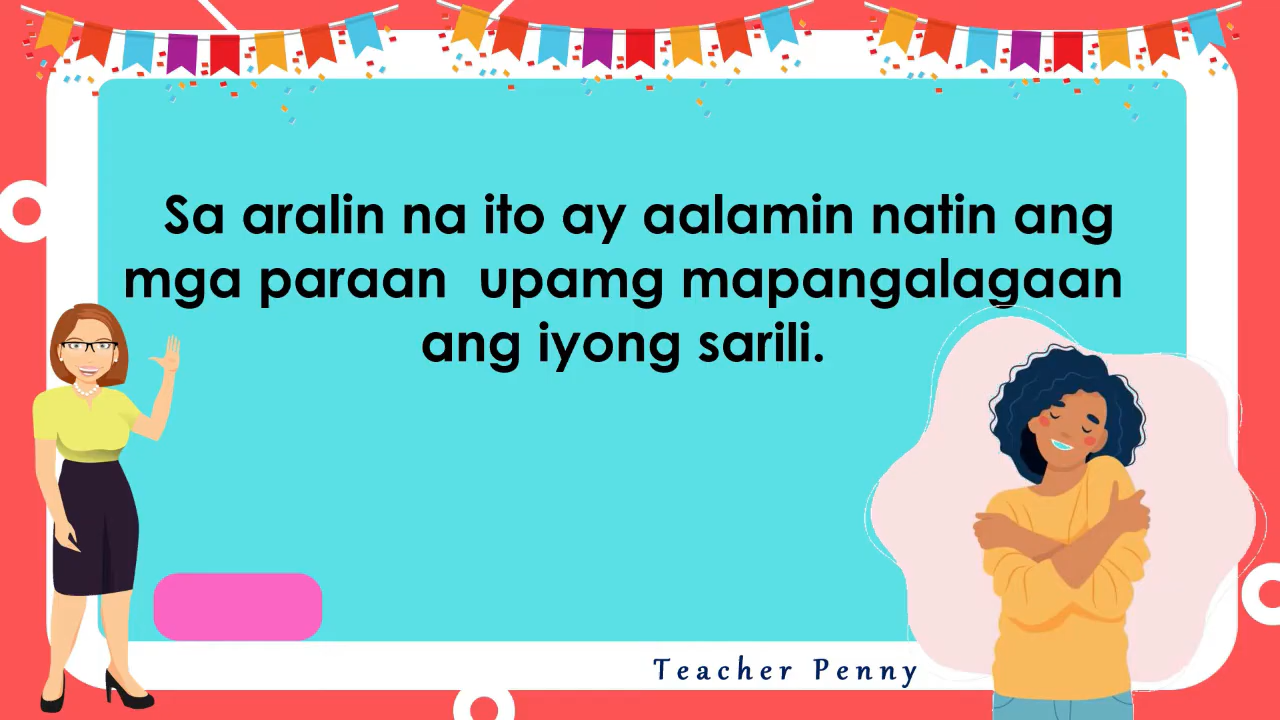 Sa aralin na ito ay aalamin natin ang
mga paraan upamg mapangalagaan
ang iyong sarili.
Teacher Penny